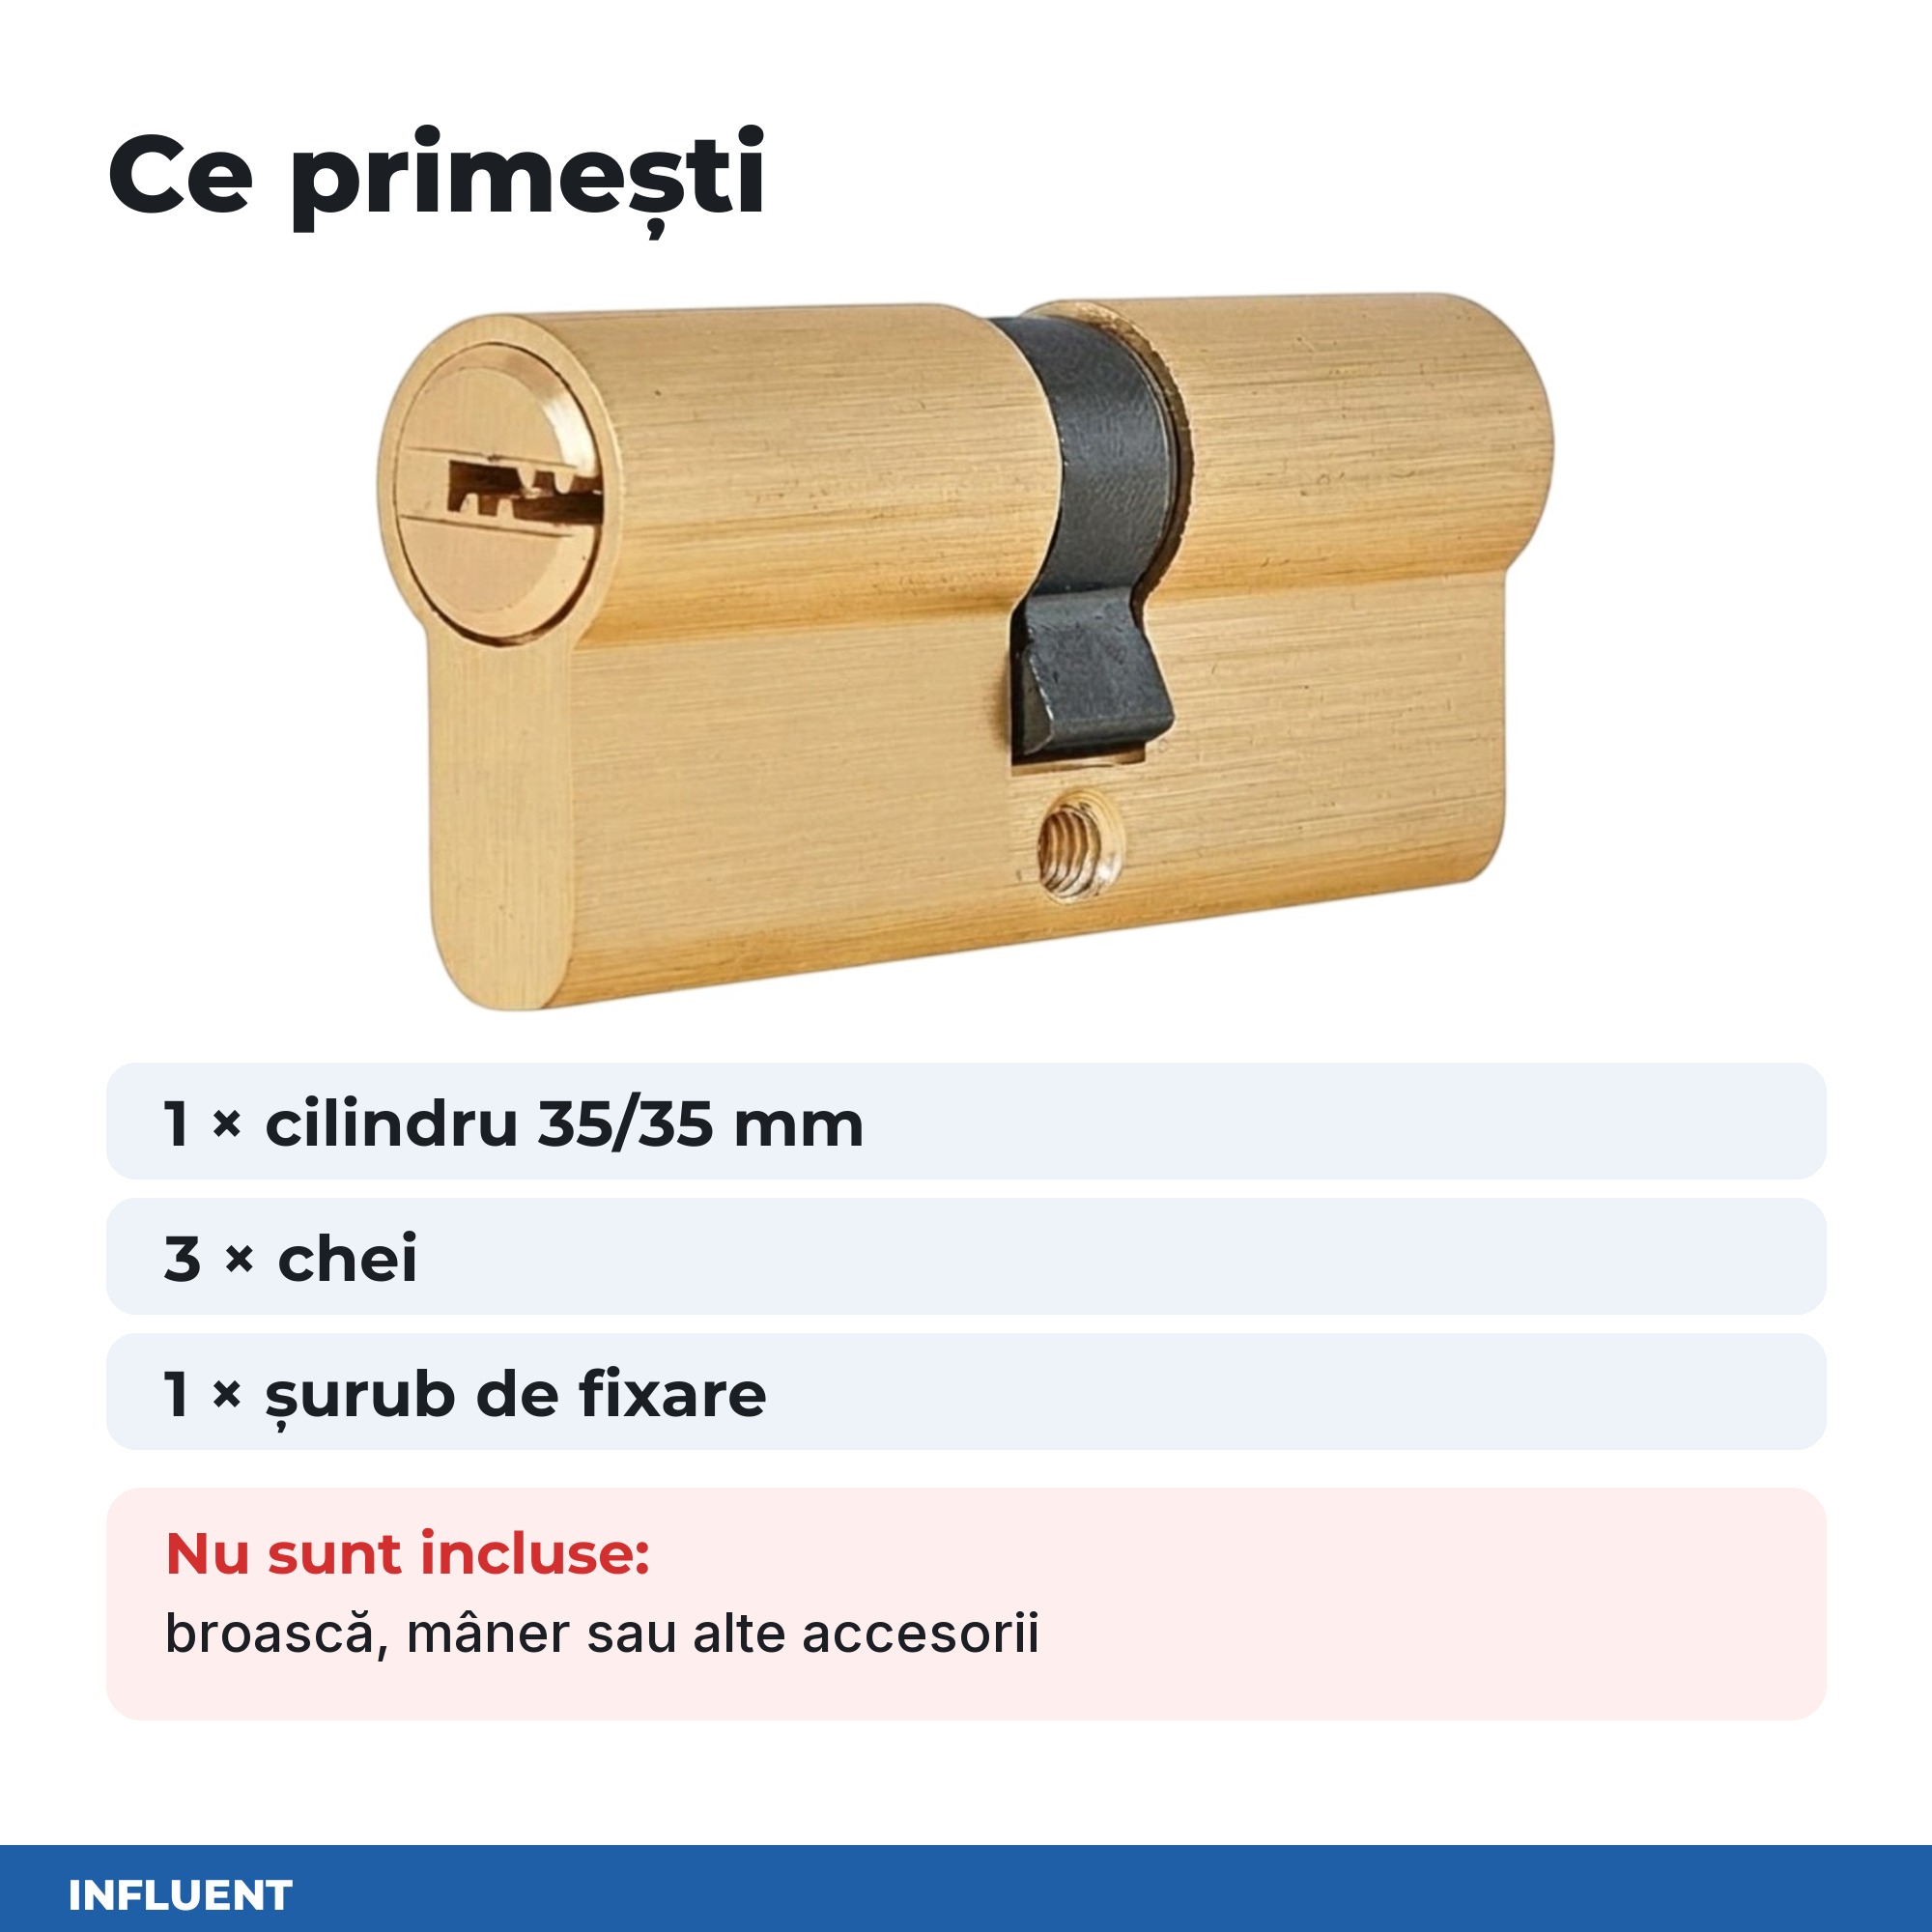 Ce primești
1 × cilindru 35/35 mm
3 × chei
1 × șurub de fixare
Nu sunt incluse:
broască, mâner sau alte accesorii
INFLUENT